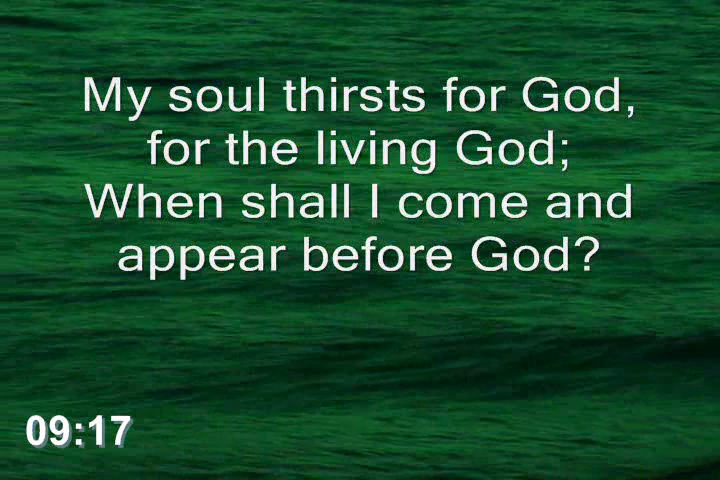 My soul thirsts for God,
for the living God;
When shall I come and
appear before God?
09:17